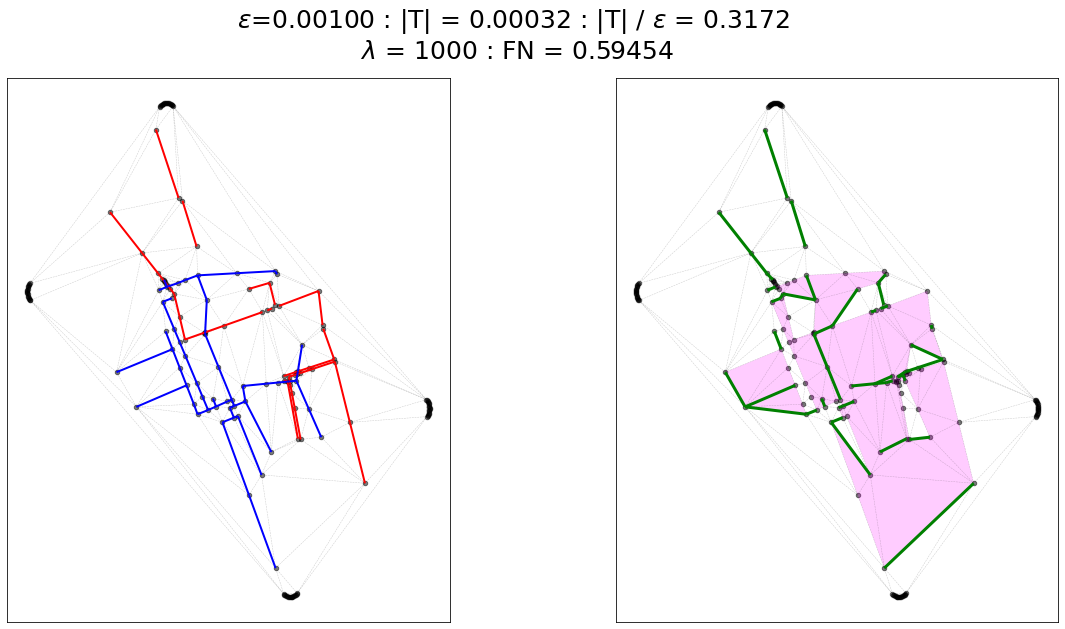 ε=0.00100 : |T| = 0.00032 : |T| / ε = 0.3172
λ = 1000 : FN = 0.59454